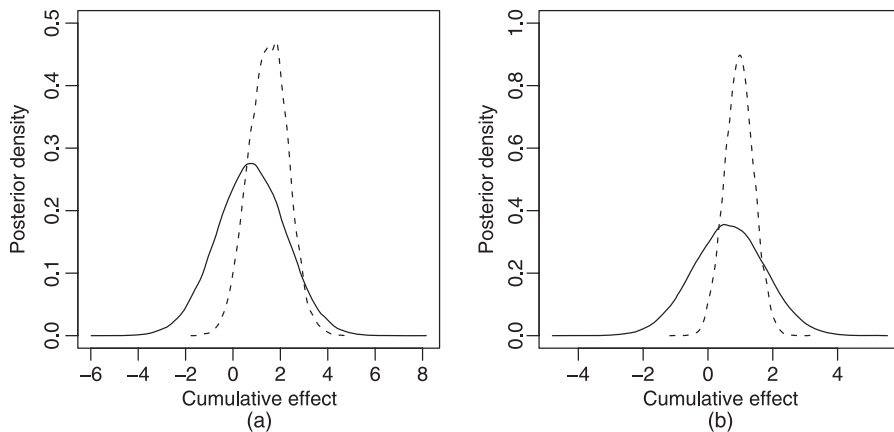 0.5
0.4
0.3
0.2
0.1
0.0
Posterior density
−6 −4 −2 0 2 4 6 8
Cumulative effect
(a)
1.0
0.8
0.6
0.4
0.2
0.0
Posterior density
−4 −2 0 2 4
Cumulative effect
(b)